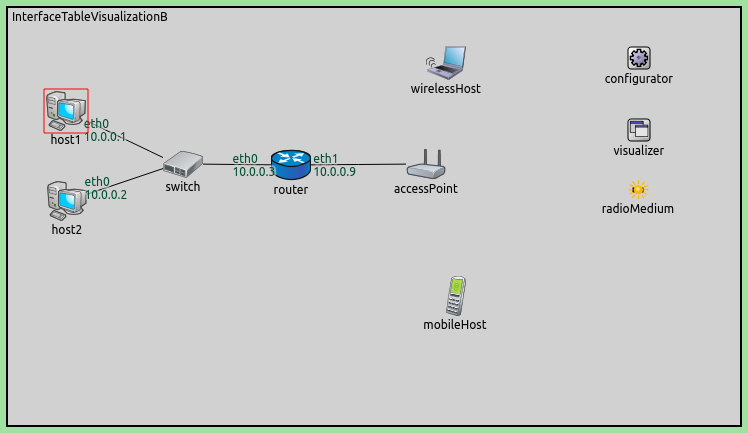 InterfaceTableVisualizationB
wirelessHost
configurator
eth0
10.0.0.1
host1
visualizer
eth0
10.0.0.2
host2
switch
eth0
10.0.0.3
router
eth1
10.0.0.9
accessPoint
radioMedium
mobileHost